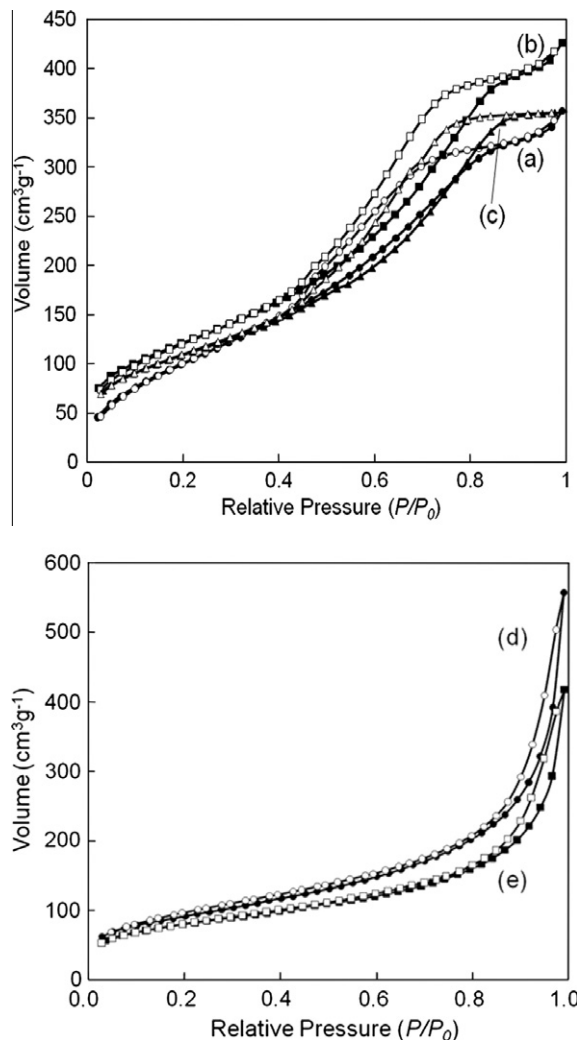 450
400
350
300
250
200
150
100
50
0
Volume (cm³g⁻¹)
(b)
(a)
(c)
0 0.2 0.4 0.6 0.8 1
Relative Pressure (P/P₀)
600
500
400
300
200
100
0
Volume (cm³g⁻¹)
(d)
(e)
0.0 0.2 0.4 0.6 0.8 1.0
Relative Pressure (P/P₀)